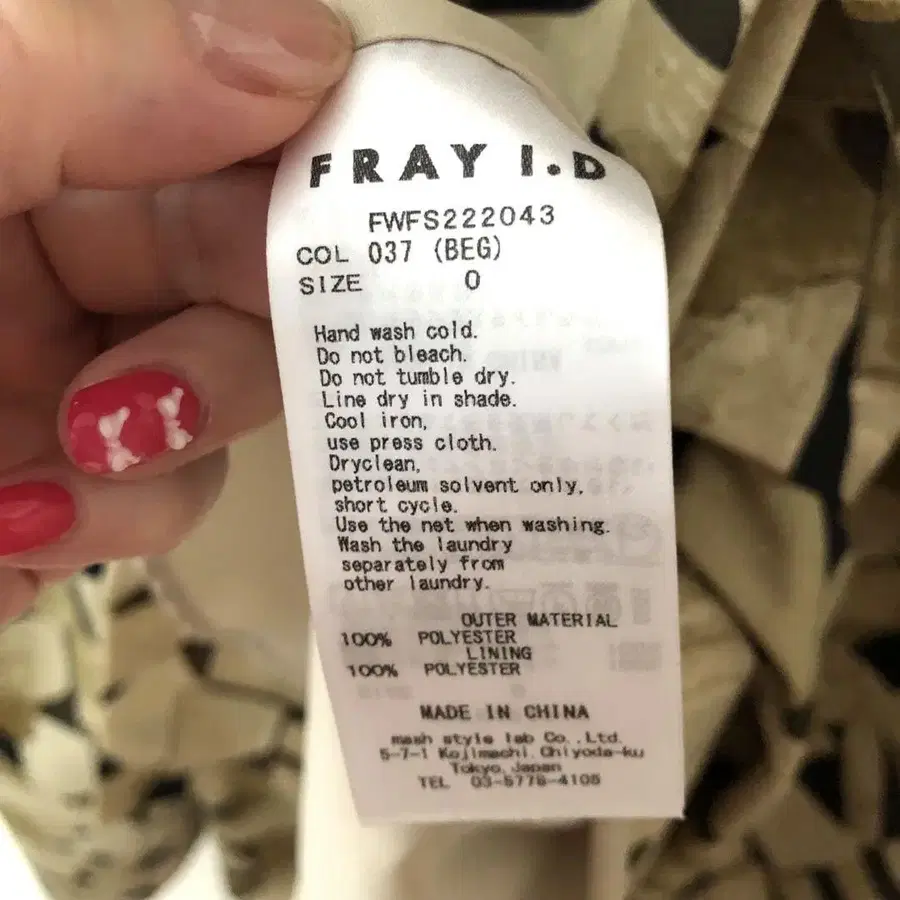 FRAY I.D
FWFS222043
COL 037 (BEG)
SIZE 0
Hand wash cold.
Do not bleach.
Do not tumble dry.
Line dry in shade.
Cool iron,
use press cloth.
Dryclean,
petroleum solvent only,
short cycle.
Use the net when washing.
Wash the laundry
separately from
other laundry.
OUTER MATERIAL
100% POLYESTER
LINING
100% POLYESTER
MADE IN CHINA
mash style lab Co.,Ltd.
5-7-1 Kojimachi, Chiyoda-ku
Tokyo, Japan
TEL 03-5778-4105